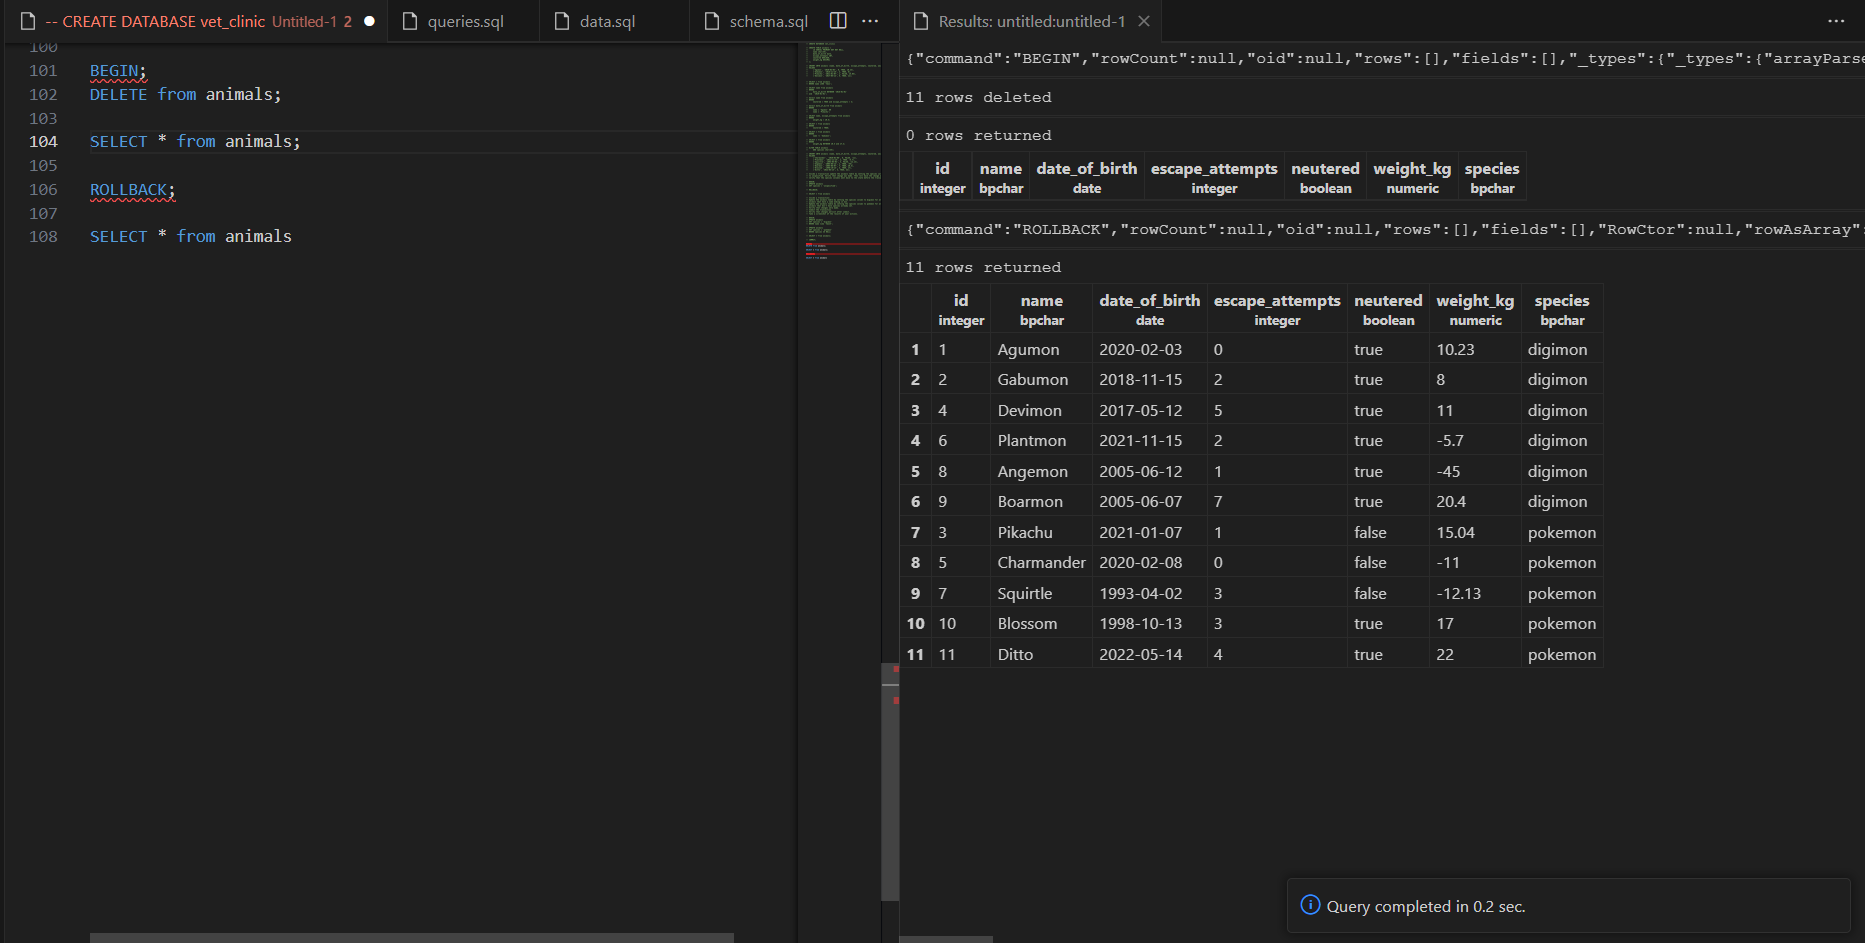 -- CREATE DATABASE vet_clinic Untitled-1 2 ● queries.sql data.sql schema.sql ···
100
101 BEGIN;
102 DELETE from animals;
103
104 SELECT * from animals;
105
106 ROLLBACK;
107
108 SELECT * from animals
Results: untitled:untitled-1 ···
{"command":"BEGIN","rowCount":null,"oid":null,"rows":[],"fields":[],"_types":{"_types":{"arrayParse
11 rows deleted
0 rows returned
id name date_of_birth escape_attempts neutered weight_kg species
integer bpchar date integer boolean numeric bpchar
{"command":"ROLLBACK","rowCount":null,"oid":null,"rows":[],"fields":[],"RowCtor":null,"rowAsArray":
11 rows returned
id name date_of_birth escape_attempts neutered weight_kg species
integer bpchar date integer boolean numeric bpchar
1 1 Agumon 2020-02-03 0 true 10.23 digimon
2 2 Gabumon 2018-11-15 2 true 8 digimon
3 4 Devimon 2017-05-12 5 true 11 digimon
4 6 Plantmon 2021-11-15 2 true -5.7 digimon
5 8 Angemon 2005-06-12 1 true -45 digimon
6 9 Boarmon 2005-06-07 7 true 20.4 digimon
7 3 Pikachu 2021-01-07 1 false 15.04 pokemon
8 5 Charmander 2020-02-08 0 false -11 pokemon
9 7 Squirtle 1993-04-02 3 false -12.13 pokemon
10 10 Blossom 1998-10-13 3 true 17 pokemon
11 11 Ditto 2022-05-14 4 true 22 pokemon
Query completed in 0.2 sec.